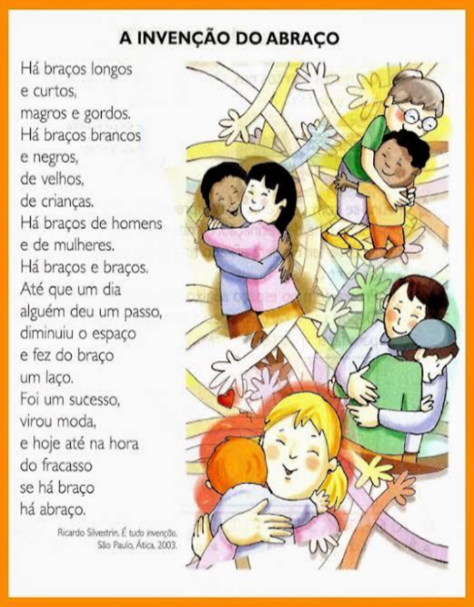 A INVENÇÃO DO ABRAÇO
Há braços longos
e curtos,
magros e gordos.
Há braços brancos
e negros,
de velhos,
de crianças.
Há braços de homens
e de mulheres.
Há braços e braços.
Até que um dia
alguém deu um passo,
diminuiu o espaço
e fez do braço
um laço.
Foi um sucesso,
virou moda,
e hoje até na hora
do fracasso
se há braço
há abraço.
Ricardo Silvestrin. É tudo invenção.
São Paulo, Ática, 2003.